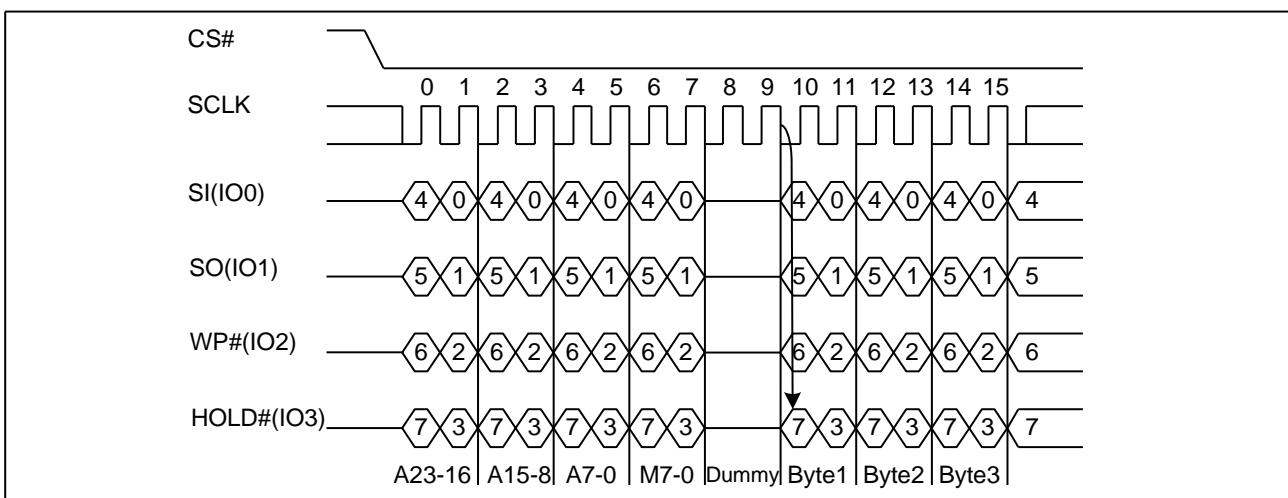 CS#
0 1 2 3 4 5 6 7 8 9 10 11 12 13 14 15
SCLK
SI(IO0) 4 0 4 0 4 0 4 0 4 0 4 0 4 0 4
SO(IO1) 5 1 5 1 5 1 5 1 5 1 5 1 5 1 5
WP#(IO2) 6 2 6 2 6 2 6 2 6 2 6 2 6 2 6
HOLD#(IO3) 7 3 7 3 7 3 7 3 7 3 7 3 7 3 7
A23-16 A15-8 A7-0 M7-0 Dummy Byte1 Byte2 Byte3